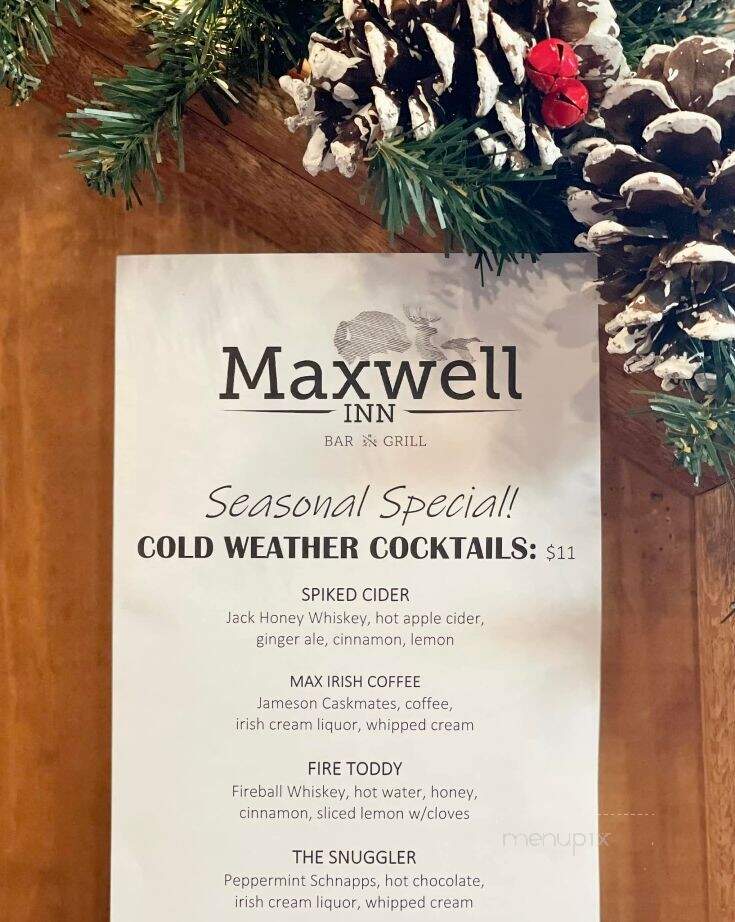 Maxwell
INN
BAR & GRILL
Seasonal Special!
COLD WEATHER COCKTAILS: $11
SPIKED CIDER
Jack Honey Whiskey, hot apple cider,
ginger ale, cinnamon, lemon
MAX IRISH COFFEE
Jameson Caskmates, coffee,
irish cream liquor, whipped cream
FIRE TODDY
Fireball Whiskey, hot water, honey,
cinnamon, sliced lemon w/cloves
menupix
THE SNUGGLER
Peppermint Schnapps, hot chocolate,
irish cream liquor, whipped cream